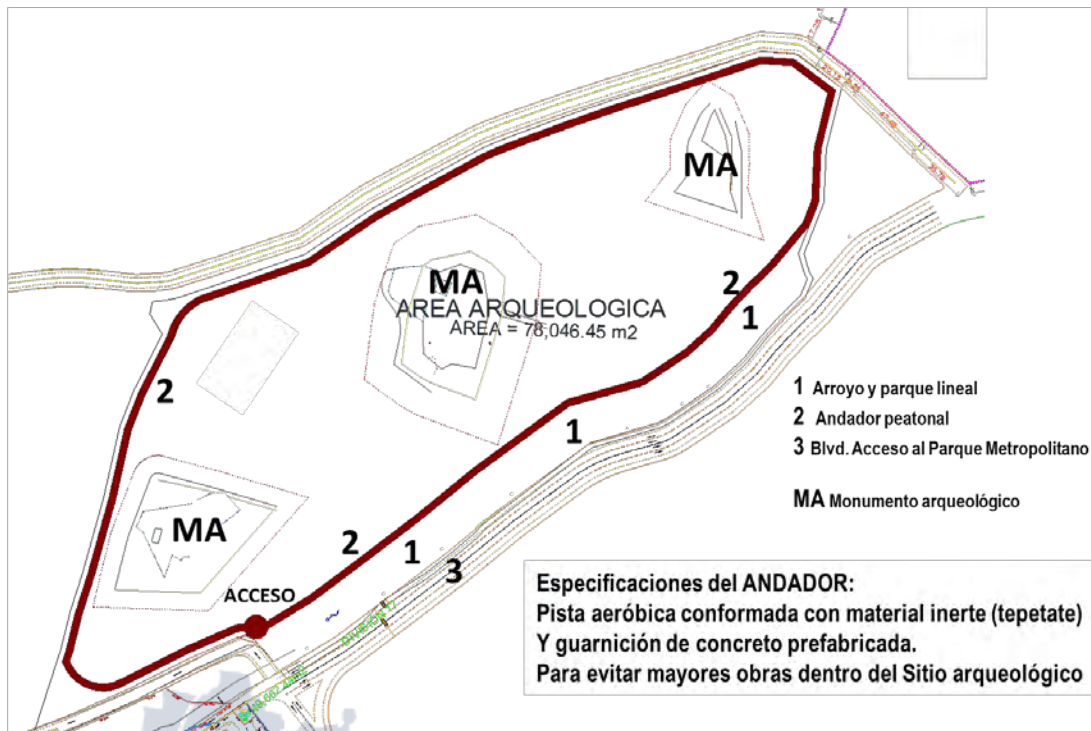 MA
MA
AREA ARQUEOLOGICA
AREA = 78,046.45 m2
2
1
2
1
1 Arroyo y parque lineal
2 Andador peatonal
3 Blvd. Acceso al Parque Metropolitano
MA Monumento arqueológico
MA
2
1
3
ACCESO
Especificaciones del ANDADOR:
Pista aeróbica conformada con material inerte (tepetate)
Y guarnición de concreto prefabricada.
Para evitar mayores obras dentro del Sitio arqueológico